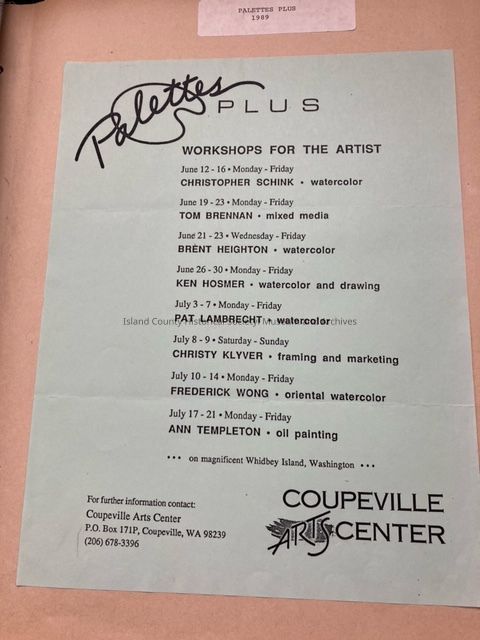 PALETTES PLUS
1989
Palettes PLUS
WORKSHOPS FOR THE ARTIST
June 12 - 16 • Monday - Friday
CHRISTOPHER SCHINK • watercolor
June 19 - 23 • Monday - Friday
TOM BRENNAN • mixed media
June 21 - 23 • Wednesday - Friday
BRENT HEIGHTON • watercolor
June 26 - 30 • Monday - Friday
KEN HOSMER • watercolor and drawing
July 3 - 7 • Monday - Friday
PAT LAMBRECHT • watercolor
Island County Historical Society Museum and Archives
July 8 - 9 • Saturday - Sunday
CHRISTY KLYVER • framing and marketing
July 10 - 14 • Monday - Friday
FREDERICK WONG • oriental watercolor
July 17 - 21 • Monday - Friday
ANN TEMPLETON • oil painting
••• on magnificent Whidbey Island, Washington •••
For further information contact:
Coupeville Arts Center
P.O. Box 171P, Coupeville, WA 98239
(206) 678-3396
COUPEVILLE
ARTS CENTER